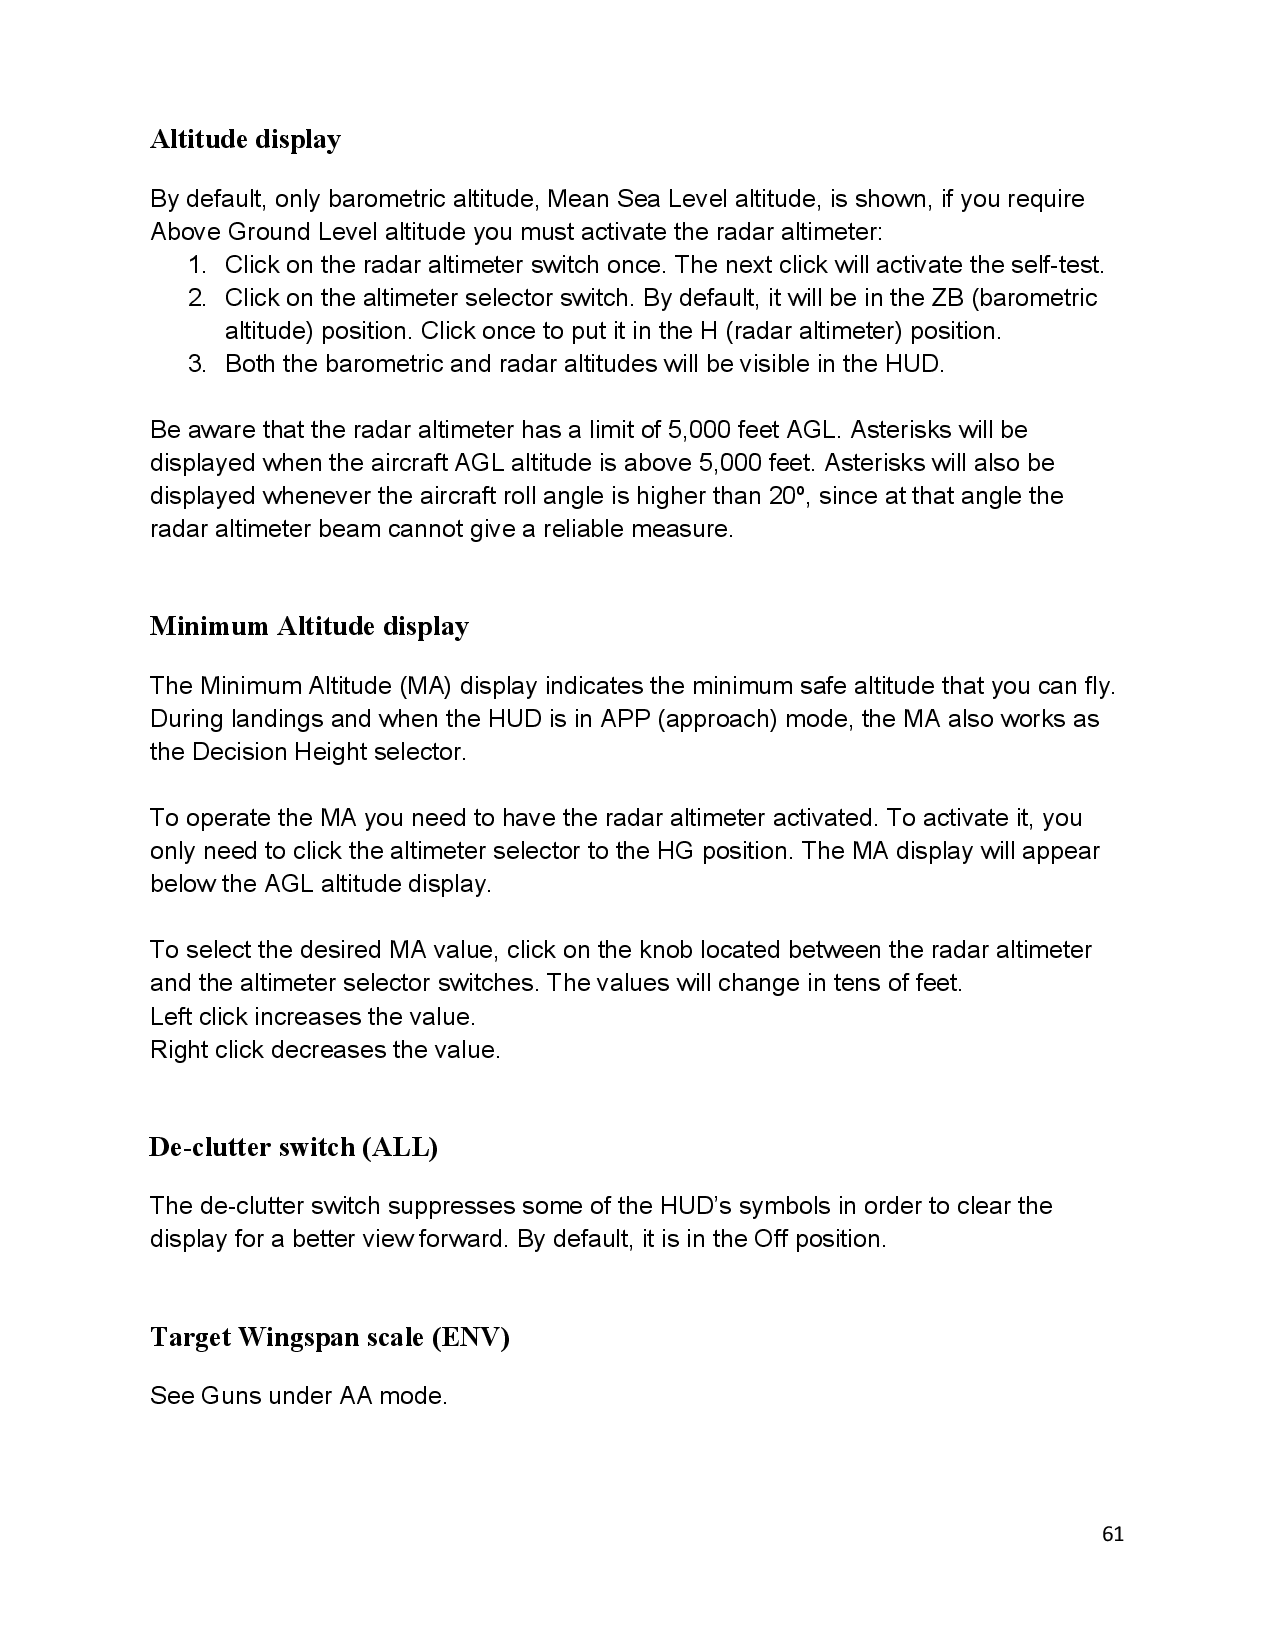 Altitude display
By default, only barometric altitude, Mean Sea Level altitude, is shown, if you require
Above Ground Level altitude you must activate the radar altimeter:
1. Click on the radar altimeter switch once. The next click will activate the self-test.
2. Click on the altimeter selector switch. By default, it will be in the ZB (barometric
altitude) position. Click once to put it in the H (radar altimeter) position.
3. Both the barometric and radar altitudes will be visible in the HUD.
Be aware that the radar altimeter has a limit of 5,000 feet AGL. Asterisks will be
displayed when the aircraft AGL altitude is above 5,000 feet. Asterisks will also be
displayed whenever the aircraft roll angle is higher than 20º, since at that angle the
radar altimeter beam cannot give a reliable measure.
Minimum Altitude display
The Minimum Altitude (MA) display indicates the minimum safe altitude that you can fly.
During landings and when the HUD is in APP (approach) mode, the MA also works as
the Decision Height selector.
To operate the MA you need to have the radar altimeter activated. To activate it, you
only need to click the altimeter selector to the HG position. The MA display will appear
below the AGL altitude display.
To select the desired MA value, click on the knob located between the radar altimeter
and the altimeter selector switches. The values will change in tens of feet.
Left click increases the value.
Right click decreases the value.
De-clutter switch (ALL)
The de-clutter switch suppresses some of the HUD’s symbols in order to clear the
display for a better view forward. By default, it is in the Off position.
Target Wingspan scale (ENV)
See Guns under AA mode.
61